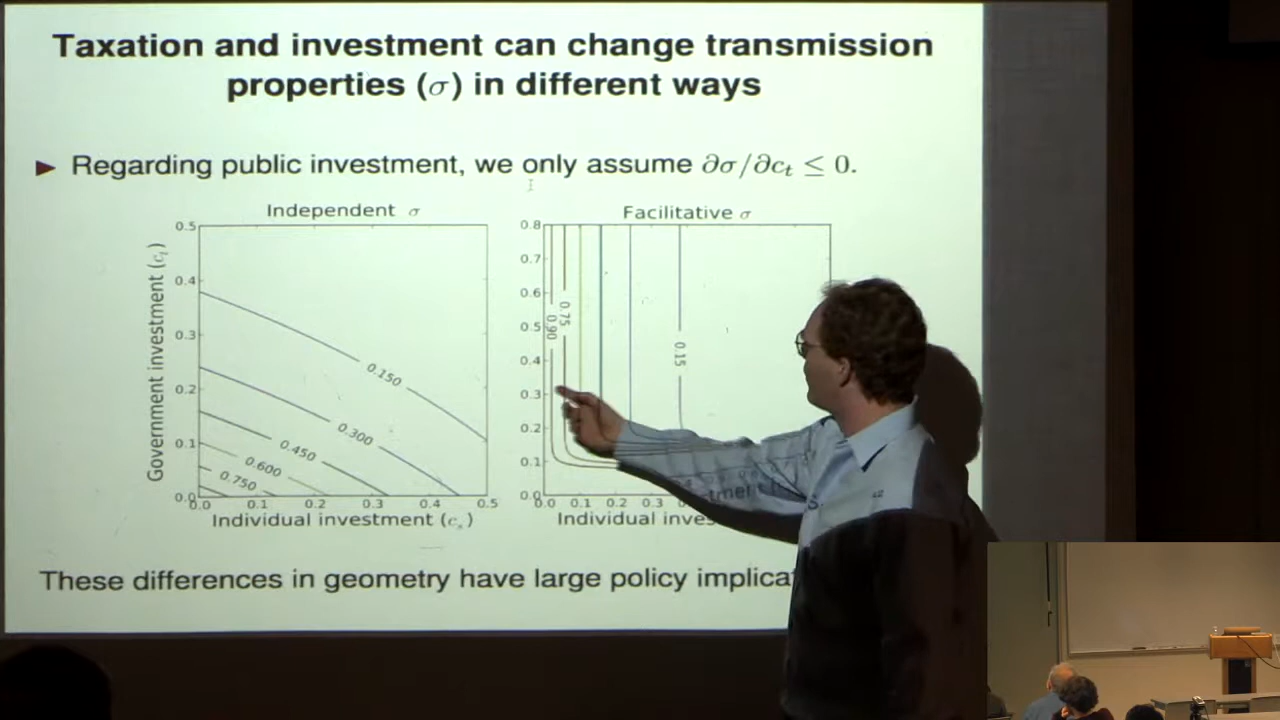 Taxation and investment can change transmission
properties (σ) in different ways
Regarding public investment, we only assume ∂σ/∂cₜ ≤ 0.
Independent σ
Government investment (cₜ)
0.5
0.4
0.3
0.2
0.1
0.0
0.150
0.300
0.450
0.600
0.750
0.0 0.1 0.2 0.3 0.4 0.5
Individual investment (cₛ)
Facilitative σ
0.8
0.7
0.6
0.5
0.4
0.3
0.2
0.1
0.0
0.90
0.75
0.15
0.0 0.1 0.2 0.3
Individual
These differences in geometry have large policy